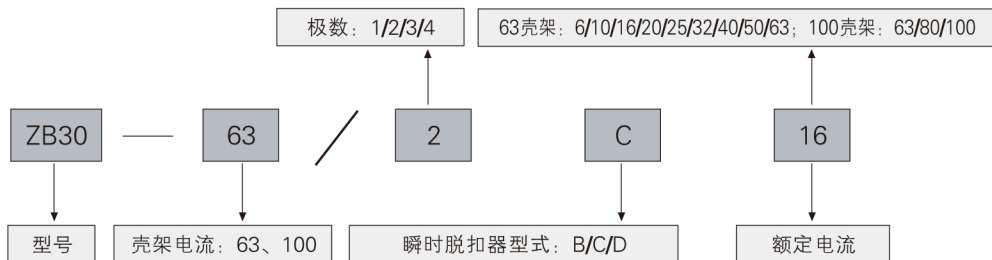 极数：1/2/3/4
63壳架：6/10/16/20/25/32/40/50/63；100壳架：63/80/100
ZB30 — 63 / 2 C 16
型号
壳架电流：63、100
瞬时脱扣器型式：B/C/D
额定电流